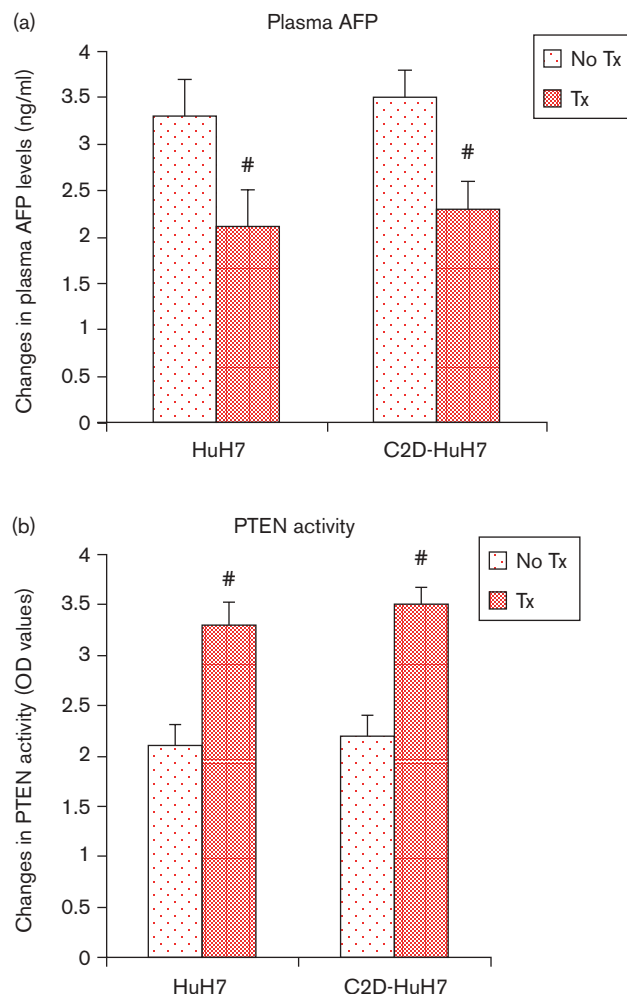 (a)
Plasma AFP
Changes in plasma AFP levels (ng/ml)
4
3.5
3
2.5
2
1.5
1
0.5
0
#
#
HuH7
C2D-HuH7
No Tx
Tx
(b)
PTEN activity
Changes in PTEN activity (OD values)
4
3.5
3
2.5
2
1.5
1
0.5
0
#
#
HuH7
C2D-HuH7
No Tx
Tx